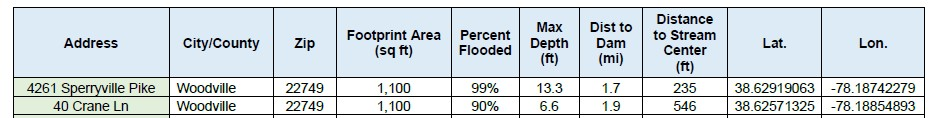 Address City/County Zip Footprint Area (sq ft) Percent Flooded Max Depth (ft) Dist to Dam (mi) Distance to Stream Center (ft) Lat. Lon.
4261 Sperryville Pike Woodville 22749 1,100 99% 13.3 1.7 235 38.62919063 -78.18742279
40 Crane Ln Woodville 22749 1,100 90% 6.6 1.9 546 38.62571325 -78.18854893